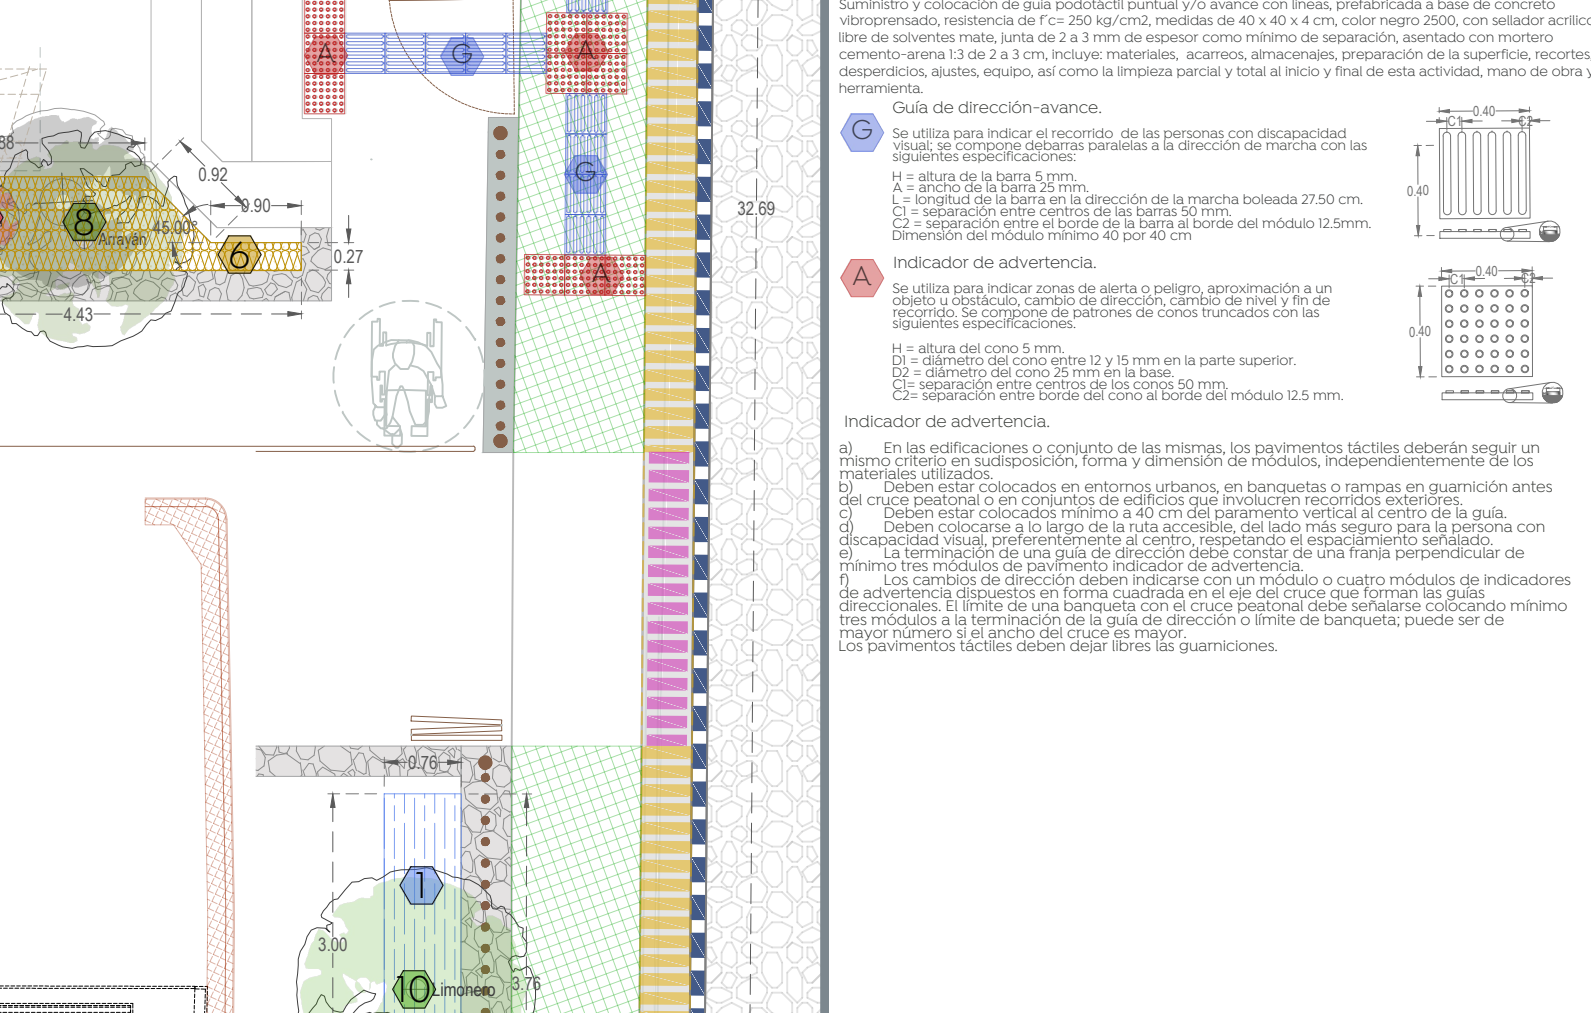 Suministro y colocación de guía podotáctil puntual y/o avance con líneas, prefabricada a base de concreto
vibroprensado, resistencia de f´c= 250 kg/cm2, medidas de 40 x 40 x 4 cm, color negro 2500, con sellador acrílico
libre de solventes mate, junta de 2 a 3 mm de espesor como mínimo de separación, asentado con mortero
cemento-arena 1:3 de 2 a 3 cm, incluye: materiales, acarreos, almacenajes, preparación de la superficie, recortes,
desperdicios, ajustes, equipo, así como la limpieza parcial y total al inicio y final de esta actividad, mano de obra y
herramienta.
G
Guía de dirección-avance.
Se utiliza para indicar el recorrido de las personas con discapacidad
visual; se compone debarras paralelas a la dirección de marcha con las
siguientes especificaciones:
H = altura de la barra 5 mm.
A = ancho de la barra 25 mm.
L = longitud de la barra en la dirección de la marcha boleada 27.50 cm.
C1 = separación entre centros de las barras 50 mm.
C2 = separación entre el borde de la barra al borde del módulo 12.5mm.
Dimensión del módulo mínimo 40 por 40 cm
0.40
C1
C2
0.40
A
Indicador de advertencia.
Se utiliza para indicar zonas de alerta o peligro, aproximación a un
objeto u obstáculo, cambio de dirección, cambio de nivel y fin de
recorrido. Se compone de patrones de conos truncados con las
siguientes especificaciones.
H = altura del cono 5 mm.
D1 = diámetro del cono entre 12 y 15 mm en la parte superior.
D2 = diámetro del cono 25 mm en la base.
C1= separación entre centros de los conos 50 mm.
C2= separación entre borde del cono al borde del módulo 12.5 mm.
0.40
C1
C2
0.40
Indicador de advertencia.
a) En las edificaciones o conjunto de las mismas, los pavimentos táctiles deberán seguir un
mismo criterio en sudisposición, forma y dimensión de módulos, independientemente de los
materiales utilizados.
b) Deben estar colocados en entornos urbanos, en banquetas o rampas en guarnición antes
del cruce peatonal o en conjuntos de edificios que involucren recorridos exteriores.
c) Deben estar colocados mínimo a 40 cm del paramento vertical al centro de la guía.
d) Deben colocarse a lo largo de la ruta accesible, del lado más seguro para la persona con
discapacidad visual, preferentemente al centro, respetando el espaciamiento señalado.
e) La terminación de una guía de dirección debe constar de una franja perpendicular de
mínimo tres módulos de pavimento indicador de advertencia.
f) Los cambios de dirección deben indicarse con un módulo o cuatro módulos de indicadores
de advertencia dispuestos en forma cuadrada en el eje del cruce que forman las guías
direccionales. El límite de una banqueta con el cruce peatonal debe señalarse colocando mínimo
tres módulos a la terminación de la guía de dirección o límite de banqueta; puede ser de
mayor número si el ancho del cruce es mayor.
Los pavimentos táctiles deben dejar libres las guarniciones.
A
G
A
88
0.92
G
0.90
32.69
8
45.00°
Arrayán
6
0.27
A
4.43
0.76
1
3.00
10
Limonero
3.76